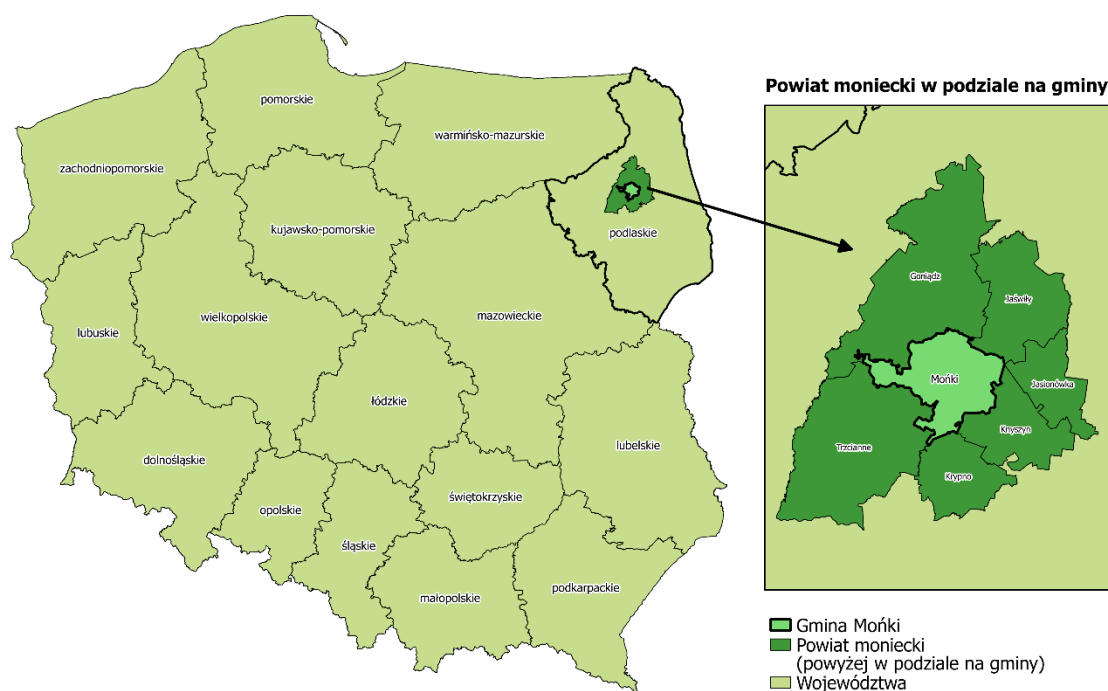 Powiat moniecki w podziale na gminy
pomorskie
warmińsko-mazurskie
zachodniopomorskie
kujawsko-pomorskie
podlaskie
wielkopolskie
mazowieckie
lubuskie
łódzkie
lubelskie
dolnośląskie
świętokrzyskie
opolskie
śląskie
podkarpackie
małopolskie
Goniądz
Jaświły
Mońki
Jasionówka
Knyszyn
Trzcianne
Krypno
Gmina Mońki
Powiat moniecki
(powyżej w podziale na gminy)
Województwa